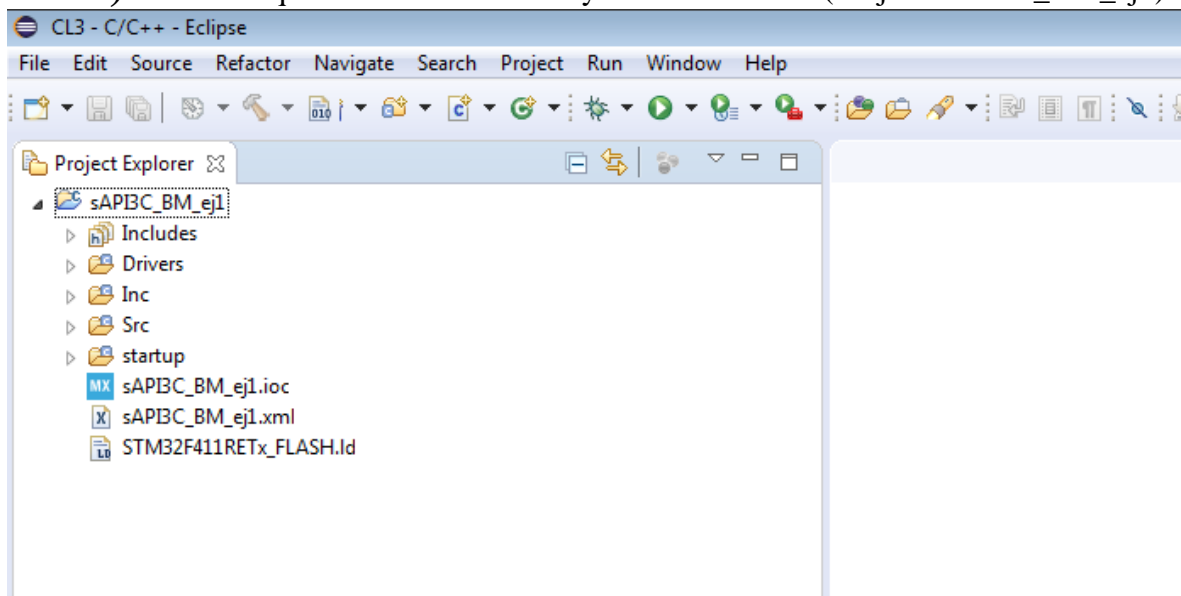 CL3 - C/C++ - Eclipse
File Edit Source Refactor Navigate Search Project Run Window Help
Project Explorer
sAPI3C_BM_ej1
Includes
Drivers
Inc
Src
startup
MX sAPI3C_BM_ej1.ioc
sAPI3C_BM_ej1.xml
STM32F411RETx_FLASH.ld